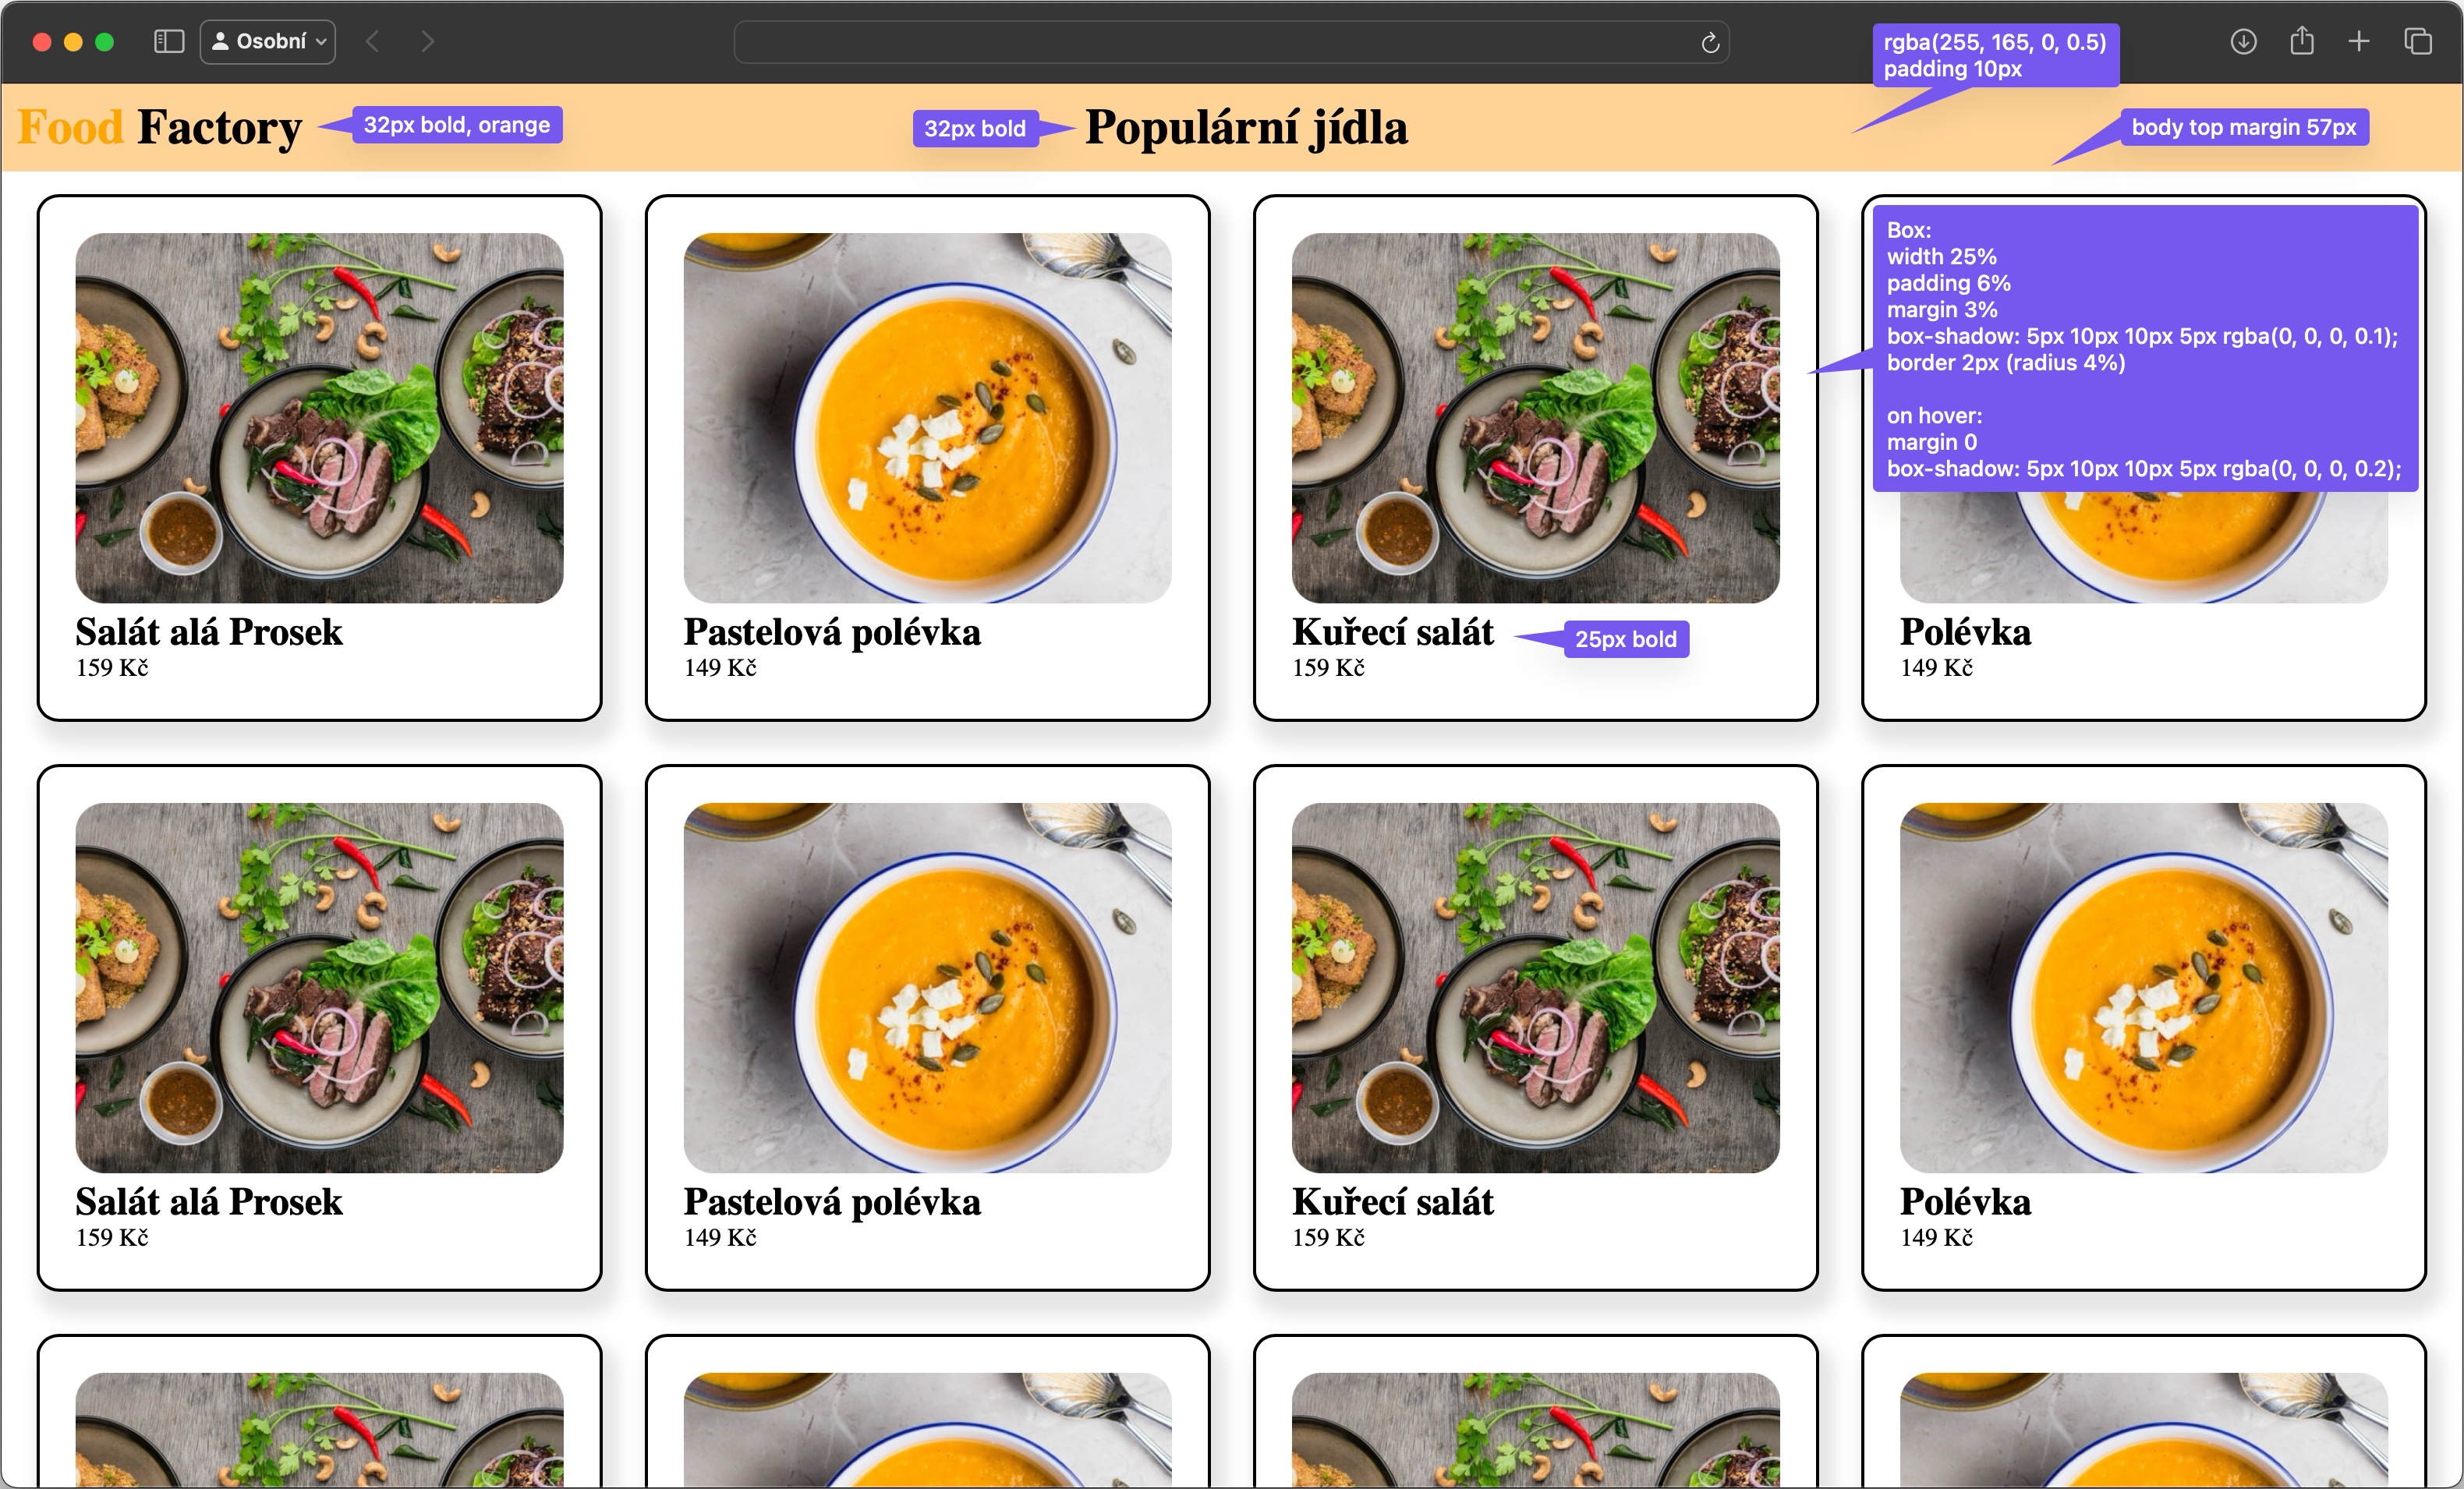 Osobní
rgba(255, 165, 0, 0.5)
padding 10px
Food Factory
32px bold, orange
32px bold
Populární jídla
body top margin 57px
Box:
width 25%
padding 6%
margin 3%
box-shadow: 5px 10px 10px 5px rgba(0, 0, 0, 0.1);
border 2px (radius 4%)
on hover:
margin 0
box-shadow: 5px 10px 10px 5px rgba(0, 0, 0, 0.2);
Salát alá Prosek
159 Kč
Pastelová polévka
149 Kč
Kuřecí salát
25px bold
159 Kč
Polévka
149 Kč
Salát alá Prosek
159 Kč
Pastelová polévka
149 Kč
Kuřecí salát
159 Kč
Polévka
149 Kč